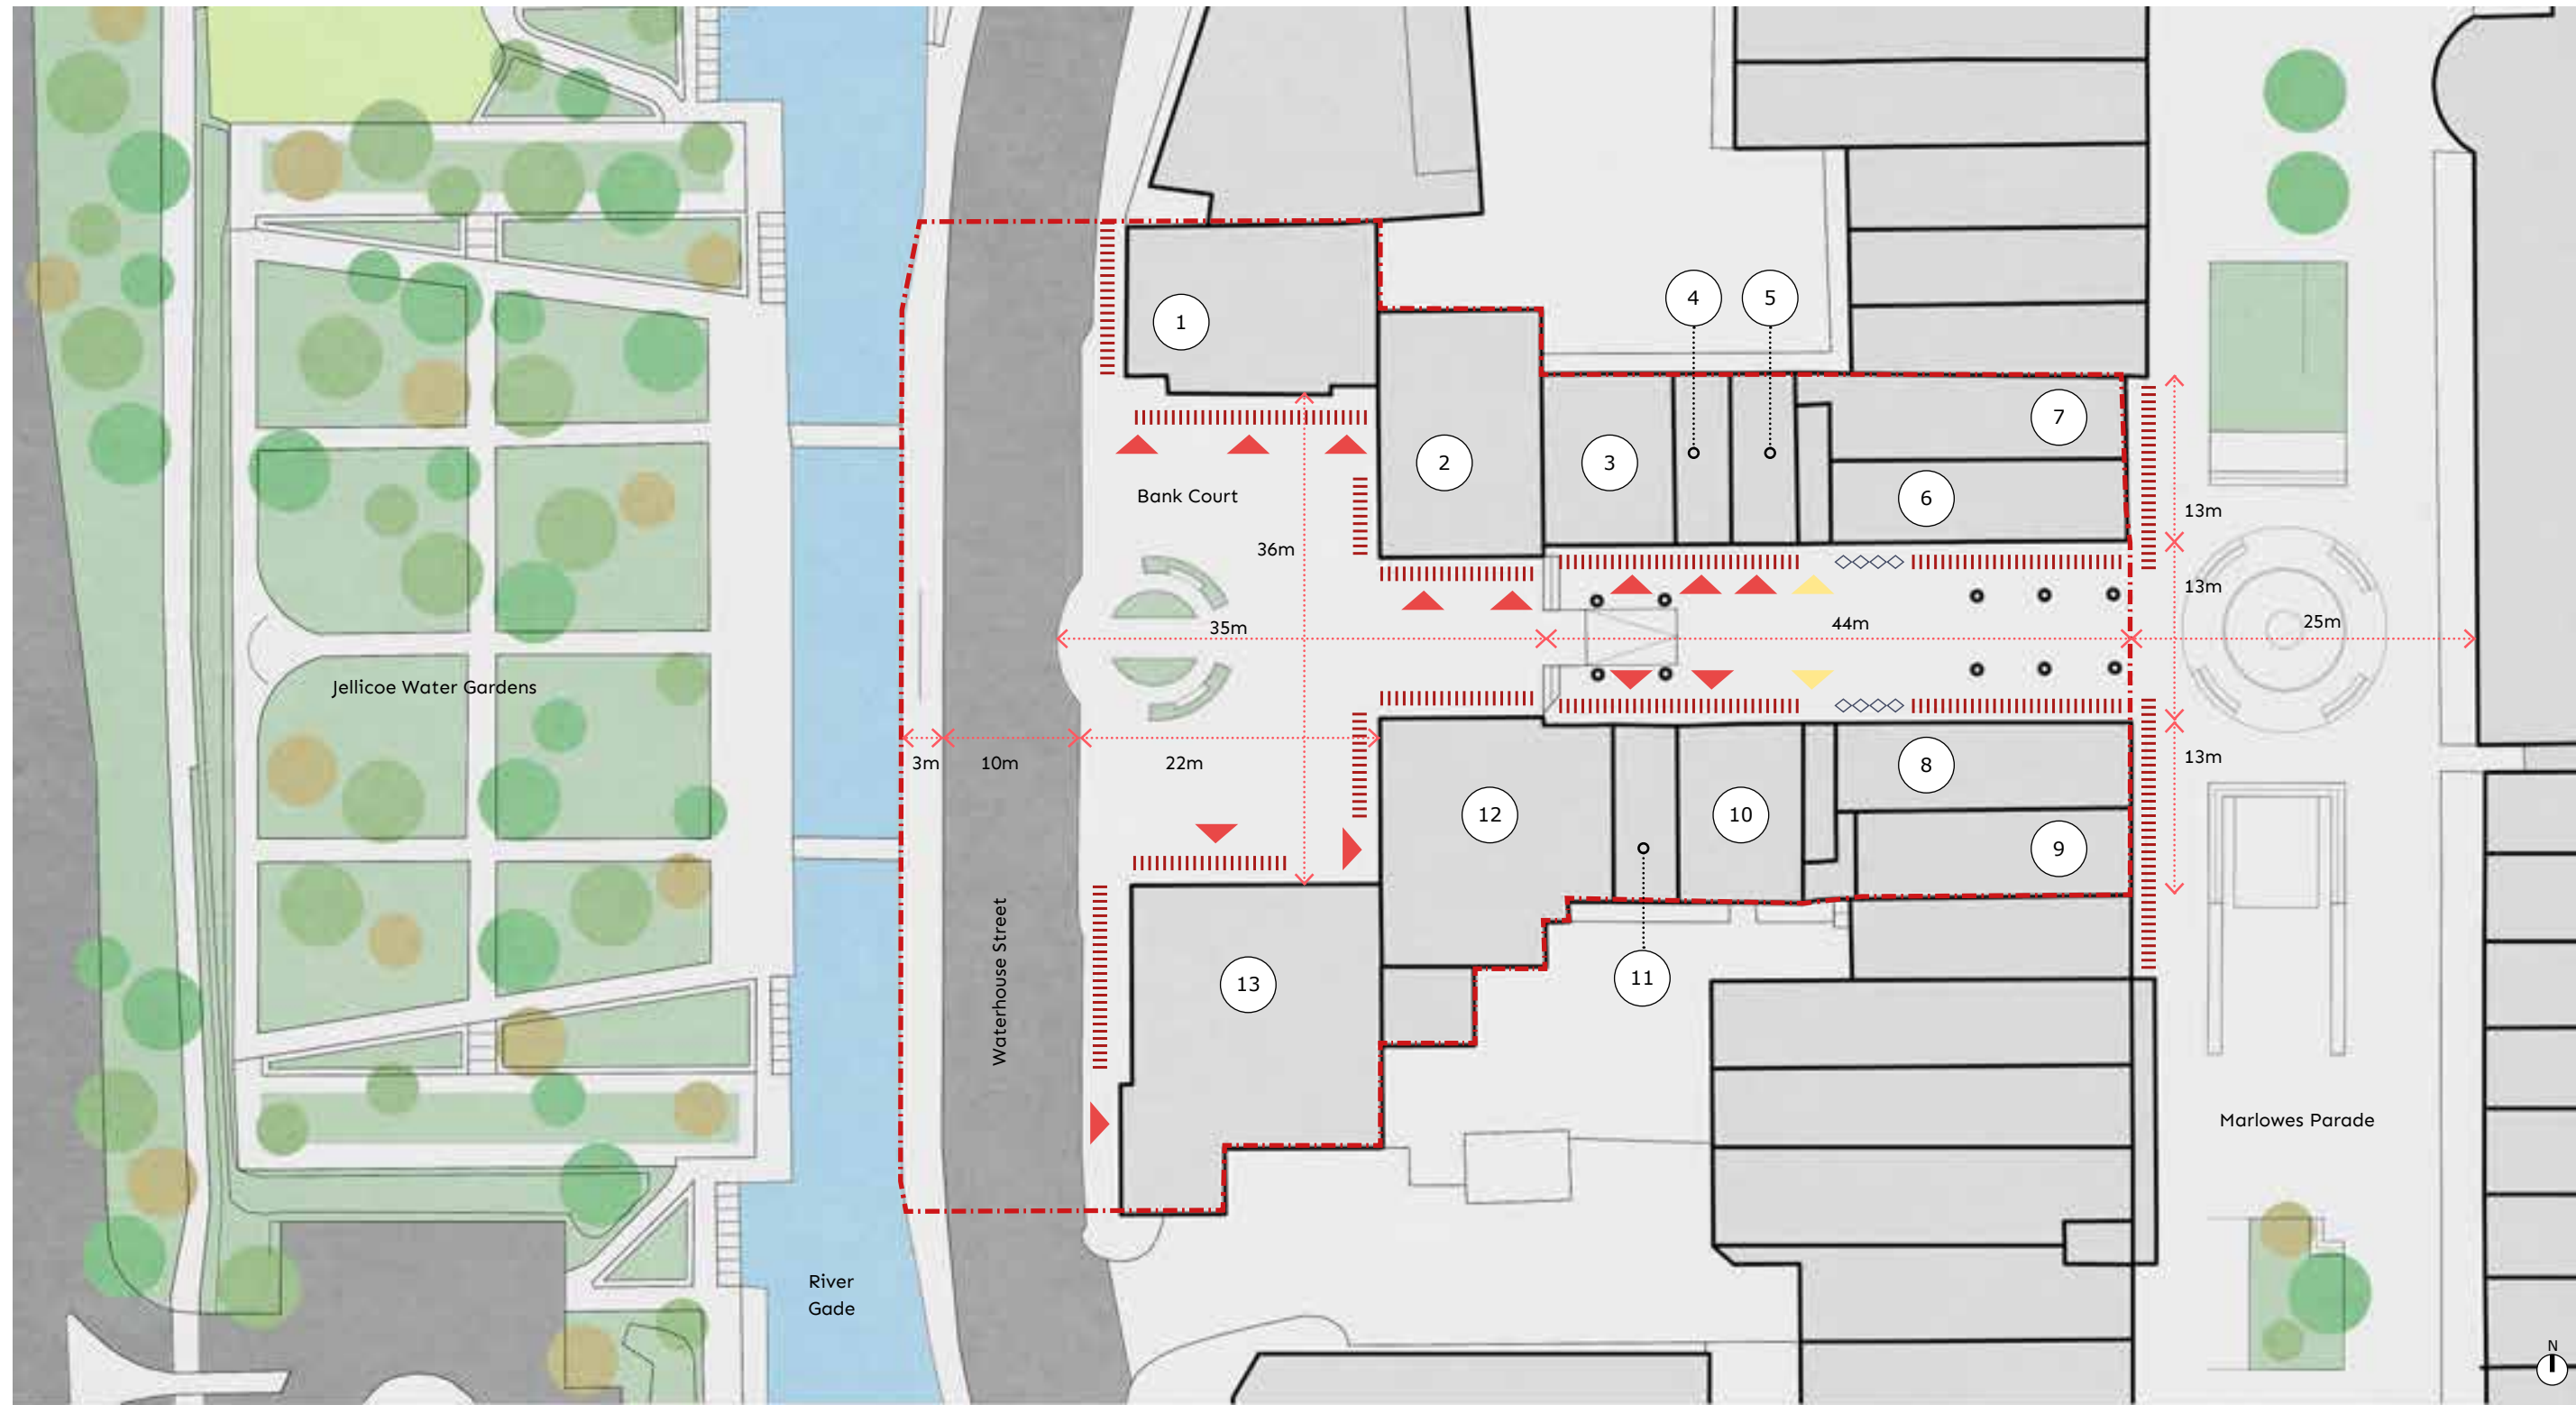 4
5
1
7
3
2
6
Bank Court
13m
36m
13m
35m
44m
25m
Jellicoe Water Gardens
3m
10m
22m
13m
8
12
10
9
11
13
Waterhouse Street
Marlowes Parade
River
Gade
N